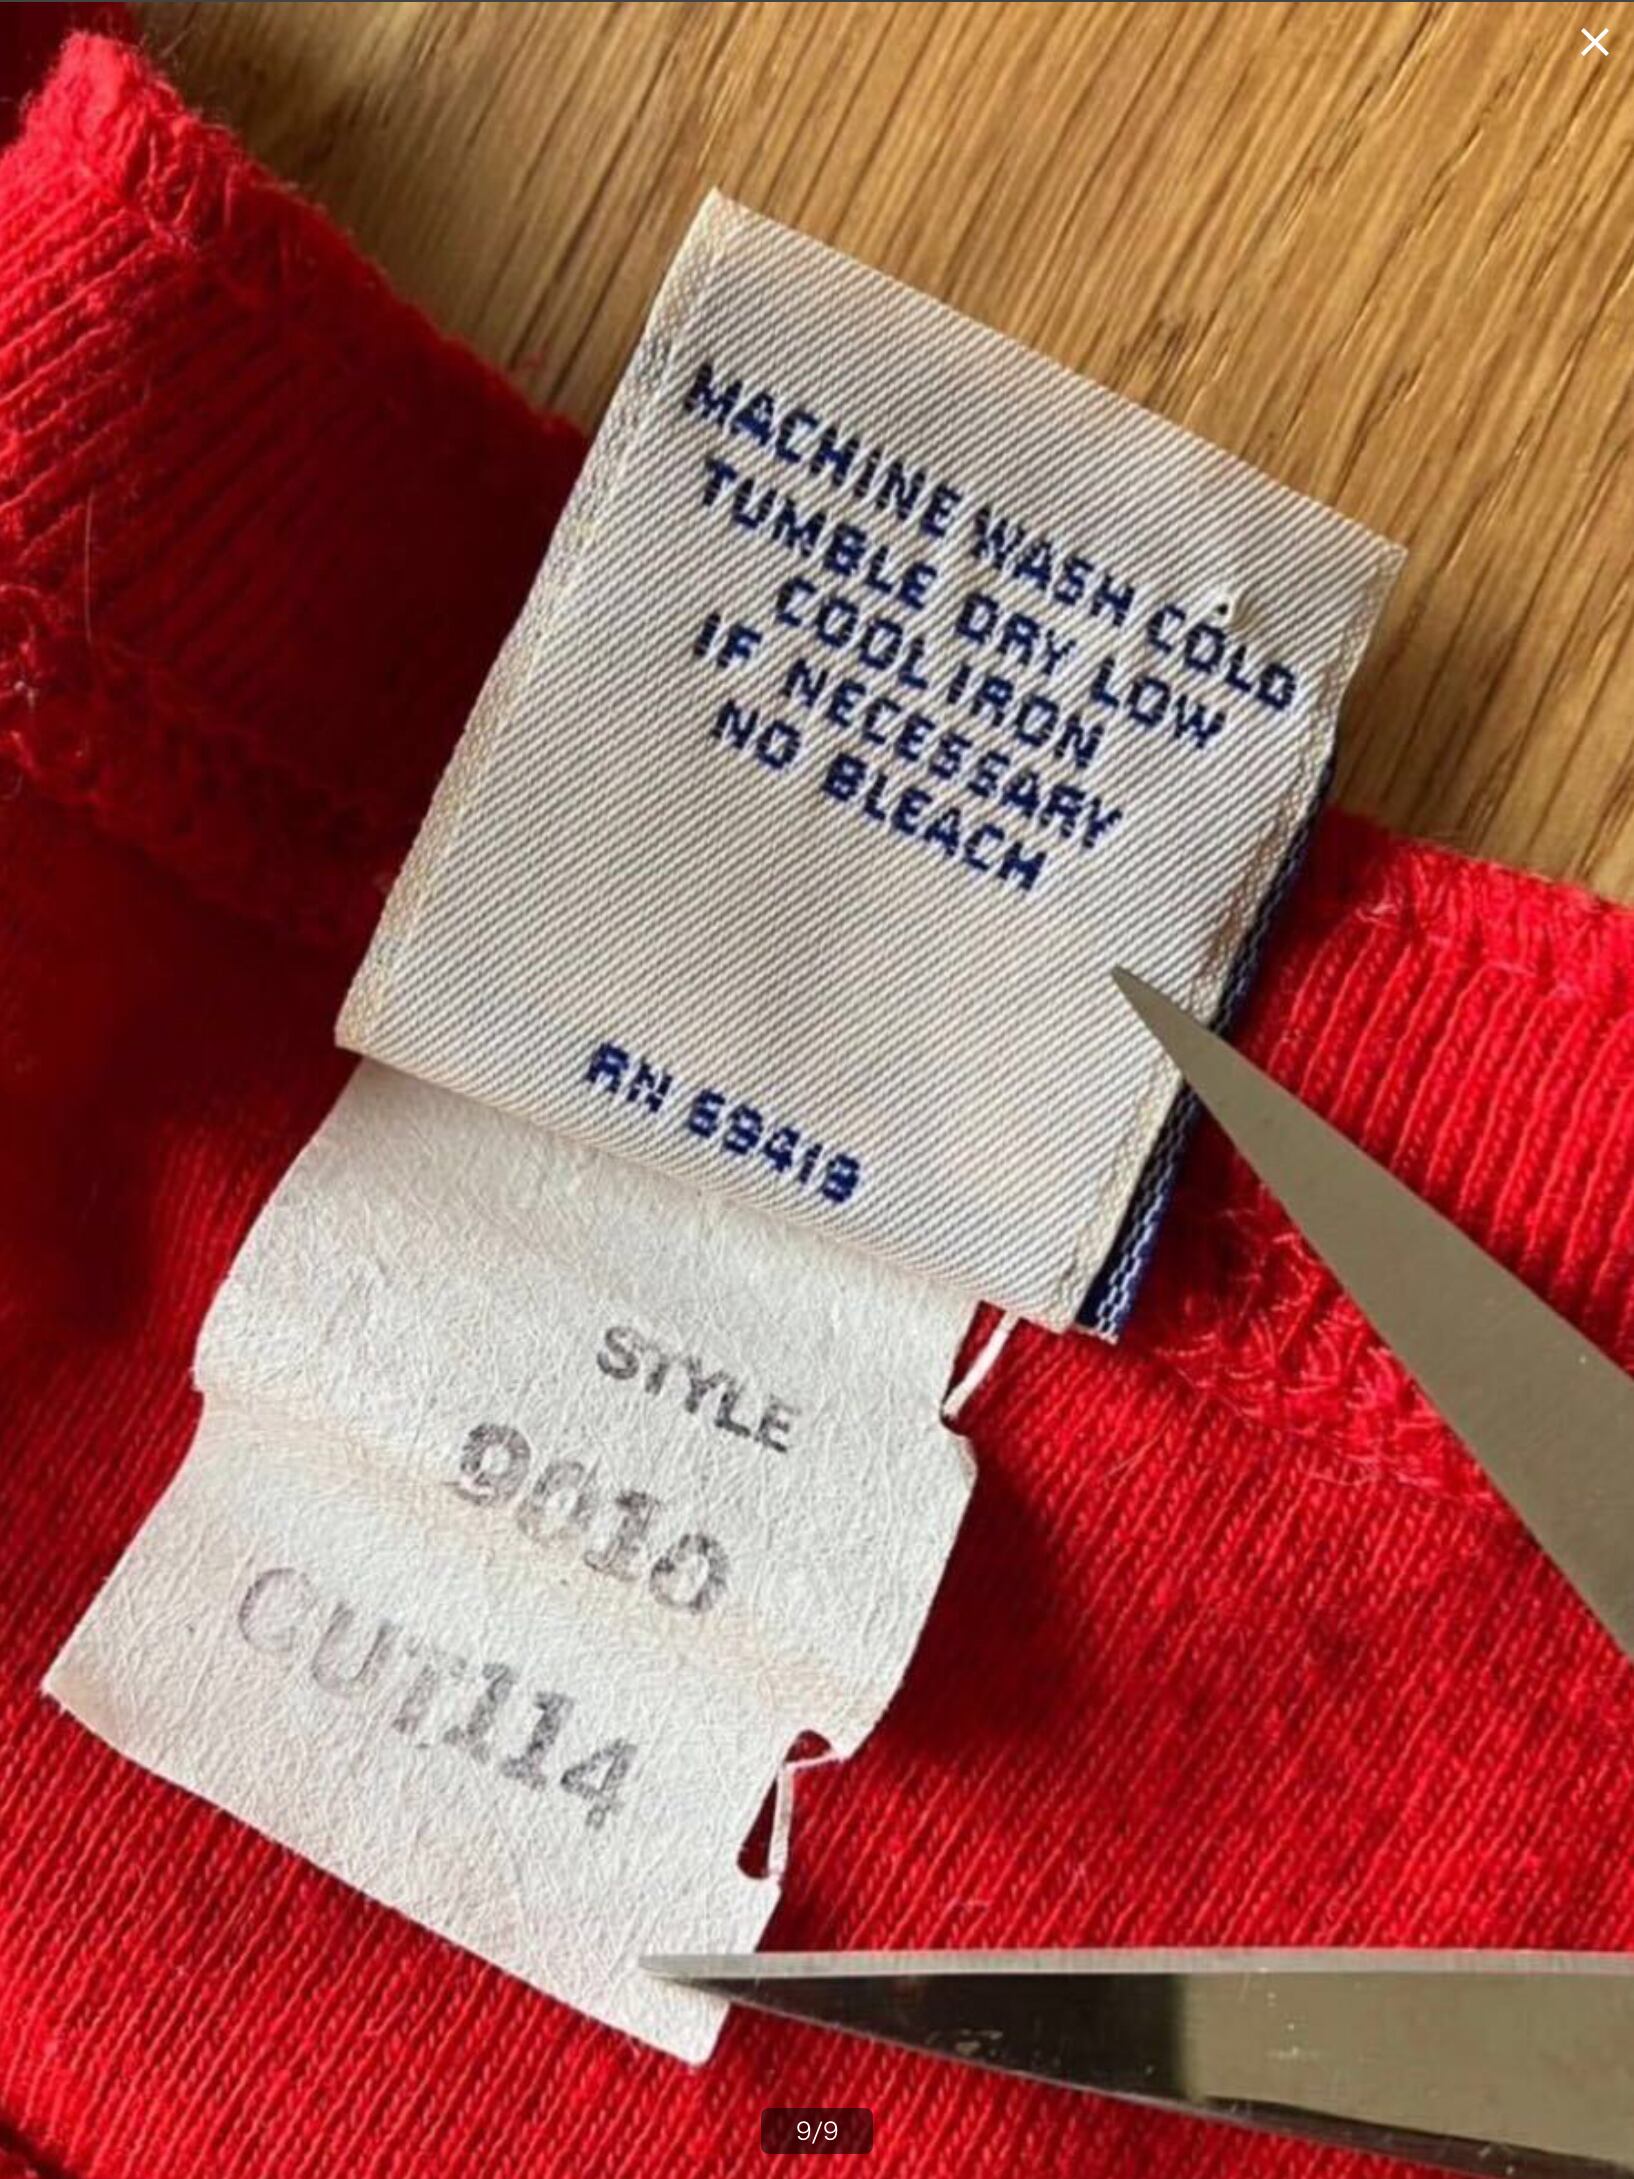 MACHINE WASH COLD
TUMBLE DRY LOW
COOL IRON
IF NECESSARY
NO BLEACH
RN 69419
STYLE
9010
CUT114
9/9